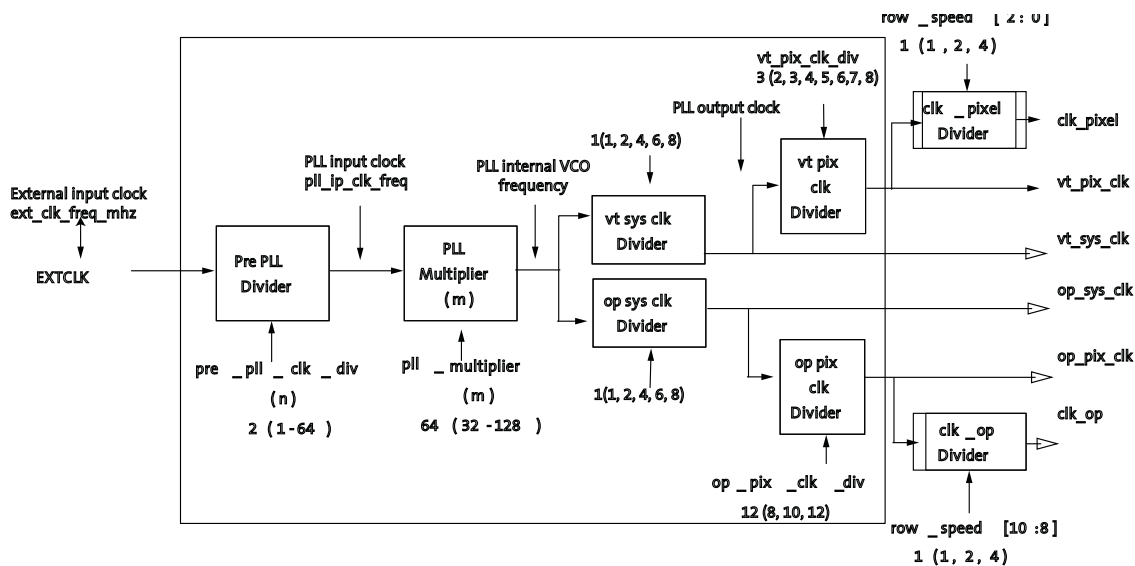 row _speed [ 2 : 0 ]
1 (1 , 2, 4)
vt_pix_clk_div
3 (2, 3, 4, 5, 6,7, 8)
clk _ pixel
Divider
clk_pixel
PLL output clock
1(1, 2, 4, 6, 8)
vt pix
clk
Divider
PLL input clock
pll_ip_clk_freq
PLL internal VCO
frequency
vt_pix_clk
External input clock
ext_clk_freq_mhz
vt sys clk
Divider
vt_sys_clk
EXTCLK
Pre PLL
Divider
PLL
Multiplier
( m )
op sys clk
Divider
op_sys_clk
pre _pll _ clk _ div
( n )
2 ( 1 -64 )
pll _ multiplier
( m )
64 ( 32 -128 )
1(1, 2, 4, 6, 8)
op pix
clk
Divider
op_pix_clk
clk _ op
Divider
clk_op
op _ pix _clk _div
12 (8, 10, 12)
row _ speed [10 :8 ]
1 (1, 2, 4)